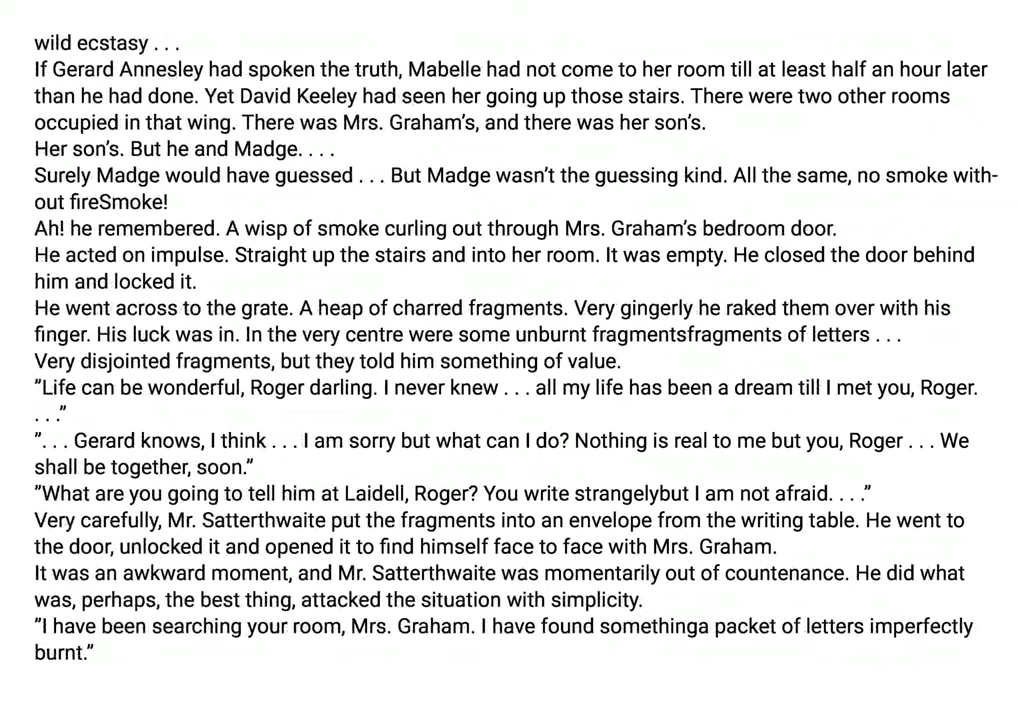 wild ecstasy . . .
If Gerard Annesley had spoken the truth, Mabelle had not come to her room till at least half an hour later
than he had done. Yet David Keeley had seen her going up those stairs. There were two other rooms
occupied in that wing. There was Mrs. Graham's, and there was her son's.
Her son's. But he and Madge. . . .
Surely Madge would have guessed . . . But Madge wasn't the guessing kind. All the same, no smoke with-
out fireSmoke!
Ah! he remembered. A wisp of smoke curling out through Mrs. Graham's bedroom door.
He acted on impulse. Straight up the stairs and into her room. It was empty. He closed the door behind
him and locked it.
He went across to the grate. A heap of charred fragments. Very gingerly he raked them over with his
finger. His luck was in. In the very centre were some unburnt fragmentsfragments of letters . . .
Very disjointed fragments, but they told him something of value.
"Life can be wonderful, Roger darling. I never knew . . . all my life has been a dream till I met you, Roger.
. . ."
". . . Gerard knows, I think . . . I am sorry but what can I do? Nothing is real to me but you, Roger . . . We
shall be together, soon."
"What are you going to tell him at Laidell, Roger? You write strangelybut I am not afraid. . . ."
Very carefully, Mr. Satterthwaite put the fragments into an envelope from the writing table. He went to
the door, unlocked it and opened it to find himself face to face with Mrs. Graham.
It was an awkward moment, and Mr. Satterthwaite was momentarily out of countenance. He did what
was, perhaps, the best thing, attacked the situation with simplicity.
"I have been searching your room, Mrs. Graham. I have found somethinga packet of letters imperfectly
burnt."